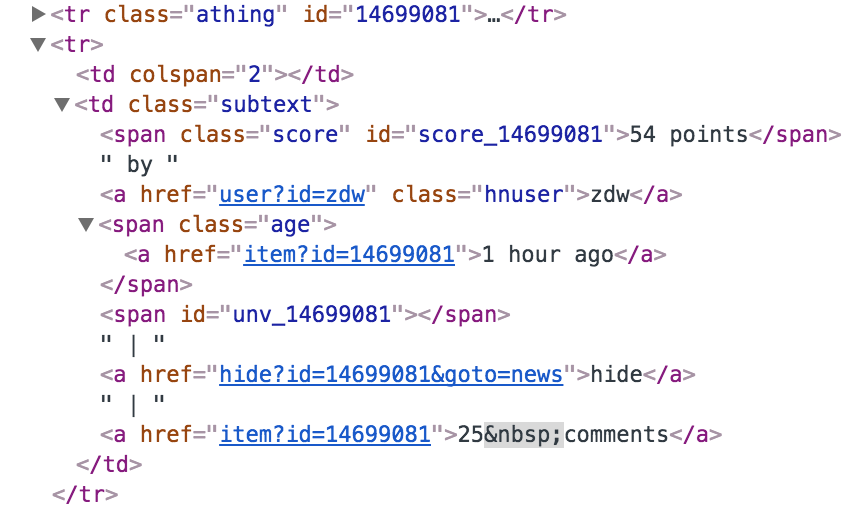 ▶<tr class="athing" id="14699081">…</tr>
▼<tr>
<td colspan="2"></td>
▼<td class="subtext">
<span class="score" id="score_14699081">54 points</span>
" by "
<a href="user?id=zdw" class="hnuser">zdw</a>
▼<span class="age">
<a href="item?id=14699081">1 hour ago</a>
</span>
<span id="unv_14699081"></span>
" | "
<a href="hide?id=14699081&goto=news">hide</a>
" | "
<a href="item?id=14699081">25&nbsp;comments</a>
</td>
</tr>